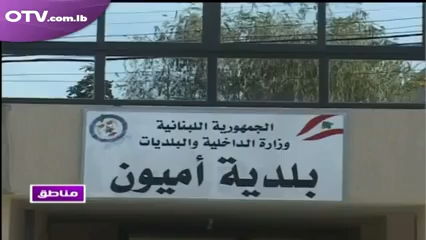 OTV.com.lb
الجمهورية اللبنانية
وزارة الداخلية والبلديات
بلدية أميون
مناطق